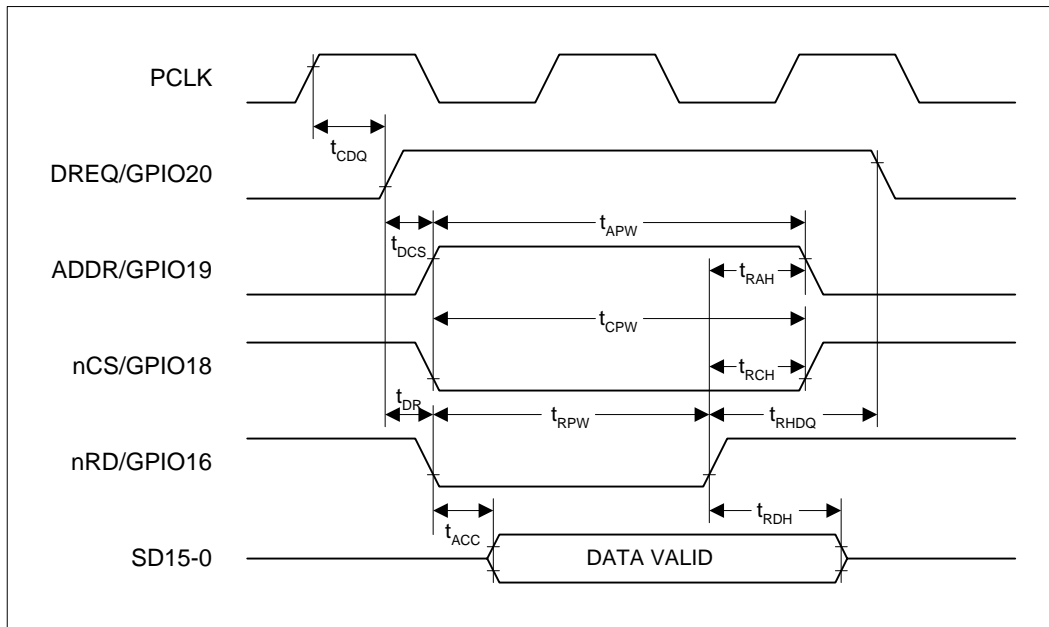 PCLK
tCDQ
DREQ/GPIO20
tDCS
tAPW
ADDR/GPIO19
tRAH
tCPW
nCS/GPIO18
tRCH
tDR
tRPW
tRHDQ
nRD/GPIO16
tRDH
tACC
SD15-0
DATA VALID